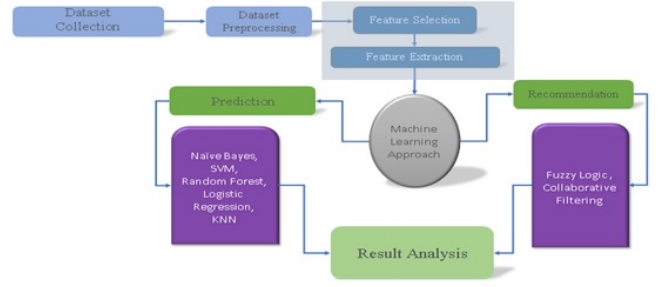 Dataset
Collection
Dataset
Preprocessing
Feature Selection
Feature Extraction
Prediction
Machine
Learning
Approach
Recommendation
Naïve Bayes,
SVM,
Random Forest,
Logistic
Regression,
KNN
Fuzzy Logic ,
Collaborative
Filtering
Result Analysis